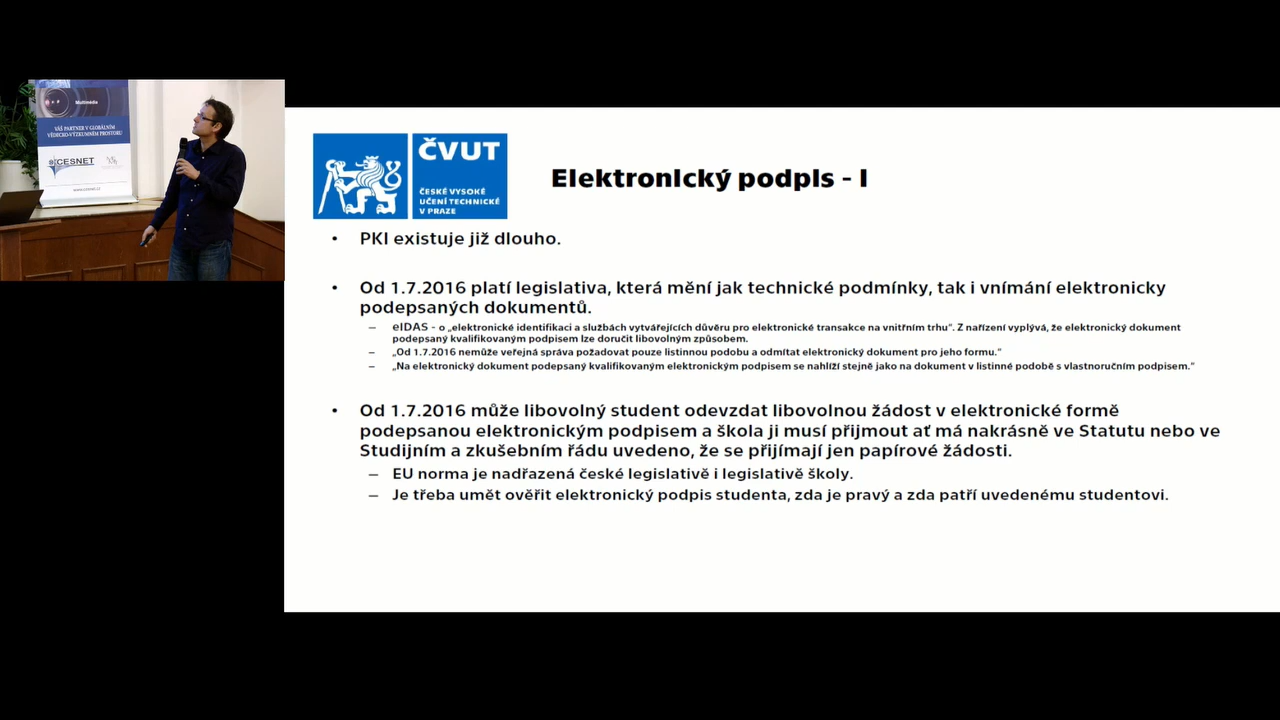 Multimédia
VÁŠ PARTNER V GLOBÁLNÍM
VĚDECKO-VÝZKUMNÉM PROSTORU
CESNET
www.cesnet.cz
ČVUT
ČESKÉ VYSOKÉ
UČENÍ TECHNICKÉ
V PRAZE
Elektronický podpis - I
• PKI existuje již dlouho.
• Od 1.7.2016 platí legislativa, která mění jak technické podmínky, tak i vnímání elektronicky
podepsaných dokumentů.
– eIDAS - o „elektronické identifikaci a službách vytvářejících důvěru pro elektronické transakce na vnitřním trhu“. Z nařízení vyplývá, že elektronický dokument
podepsaný kvalifikovaným podpisem lze doručit libovolným způsobem.
– „Od 1.7.2016 nemůže veřejná správa požadovat pouze listinnou podobu a odmítat elektronický dokument pro jeho formu.“
– „Na elektronický dokument podepsaný kvalifikovaným elektronickým podpisem se nahlíží stejně jako na dokument v listinné podobě s vlastnoručním podpisem.“
• Od 1.7.2016 může libovolný student odevzdat libovolnou žádost v elektronické formě
podepsanou elektronickým podpisem a škola ji musí přijmout ať má nakrásně ve Statutu nebo ve
Studijním a zkušebním řádu uvedeno, že se přijímají jen papírové žádosti.
– EU norma je nadřazená české legislativě i legislativě školy.
– Je třeba umět ověřit elektronický podpis studenta, zda je pravý a zda patří uvedenému studentovi.